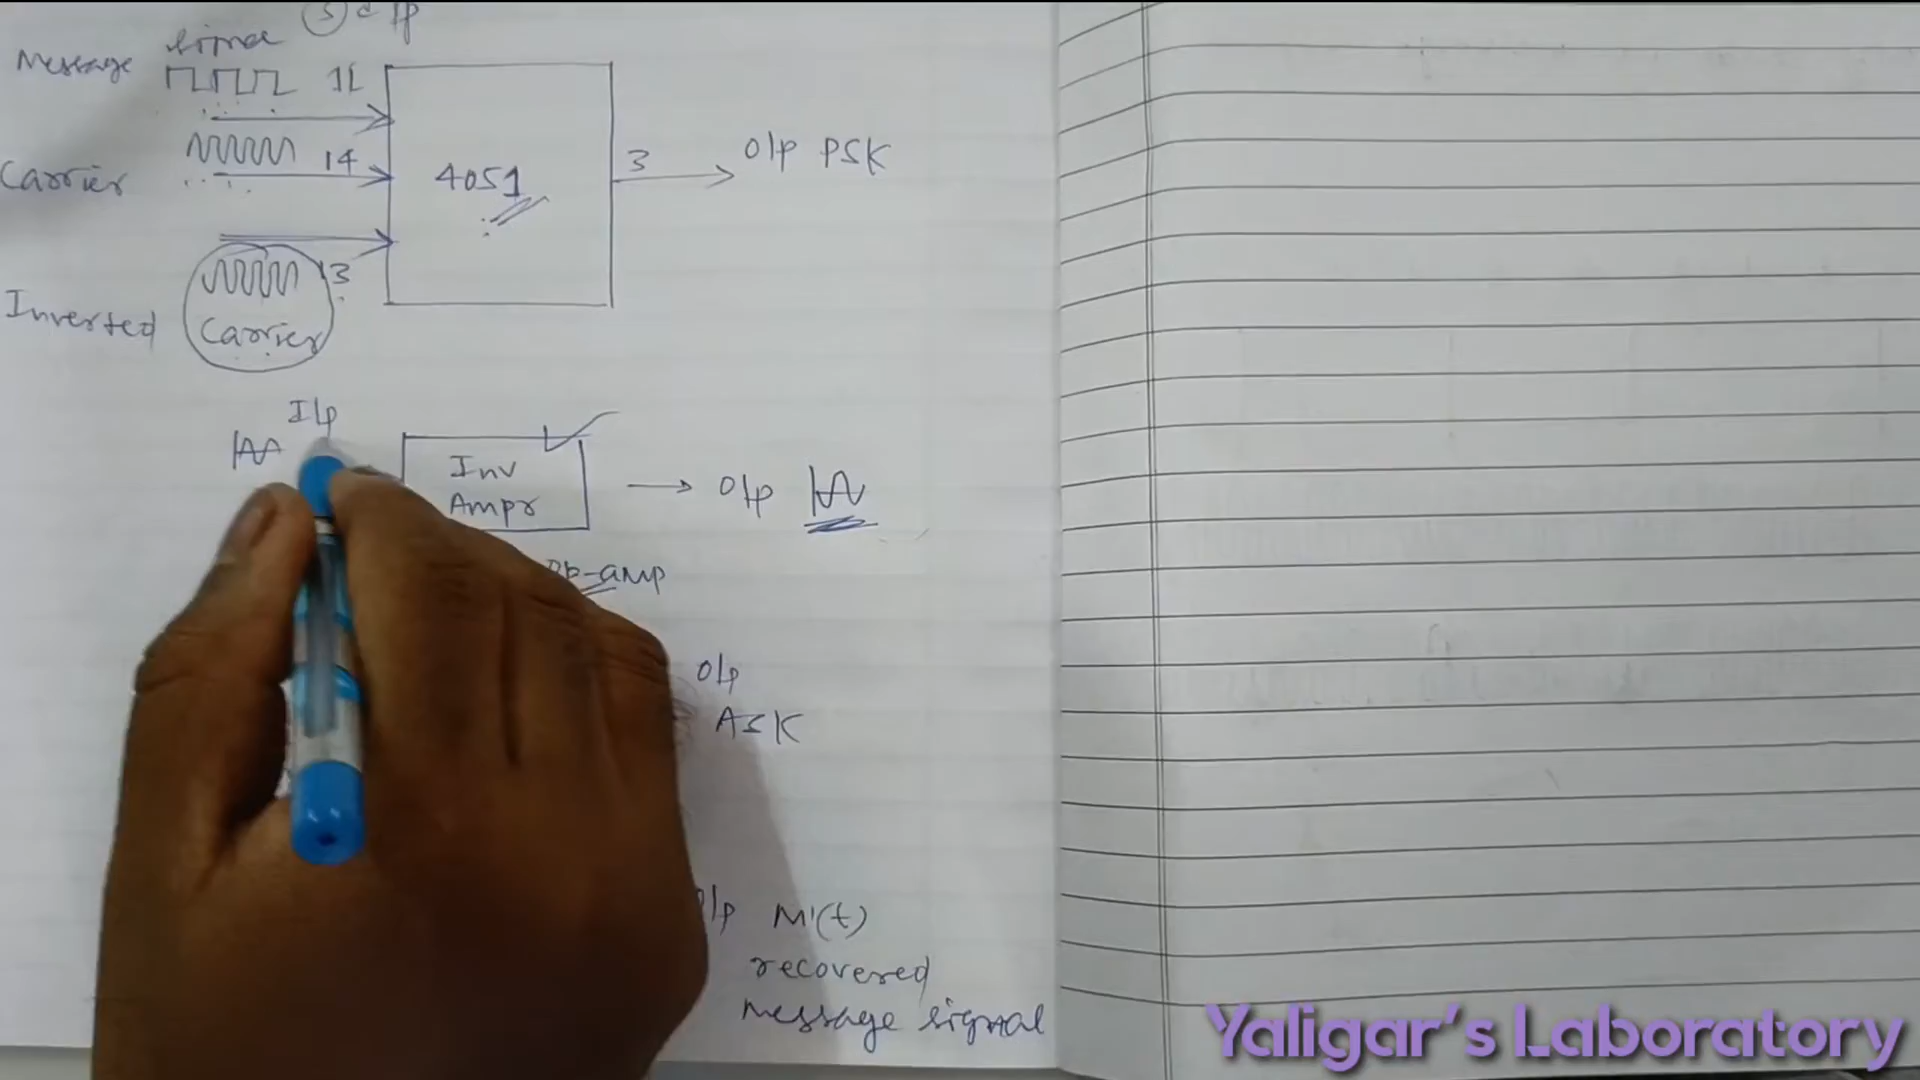 Message signal
11
Carrier 14
4051
3
O/p PSK
13
Inverted Carrier
I/p
Inv
Ampr
O/p
op-amp
O/p
ASK
O/p M'(t)
recovered
message signal
Yaligar's Laboratory